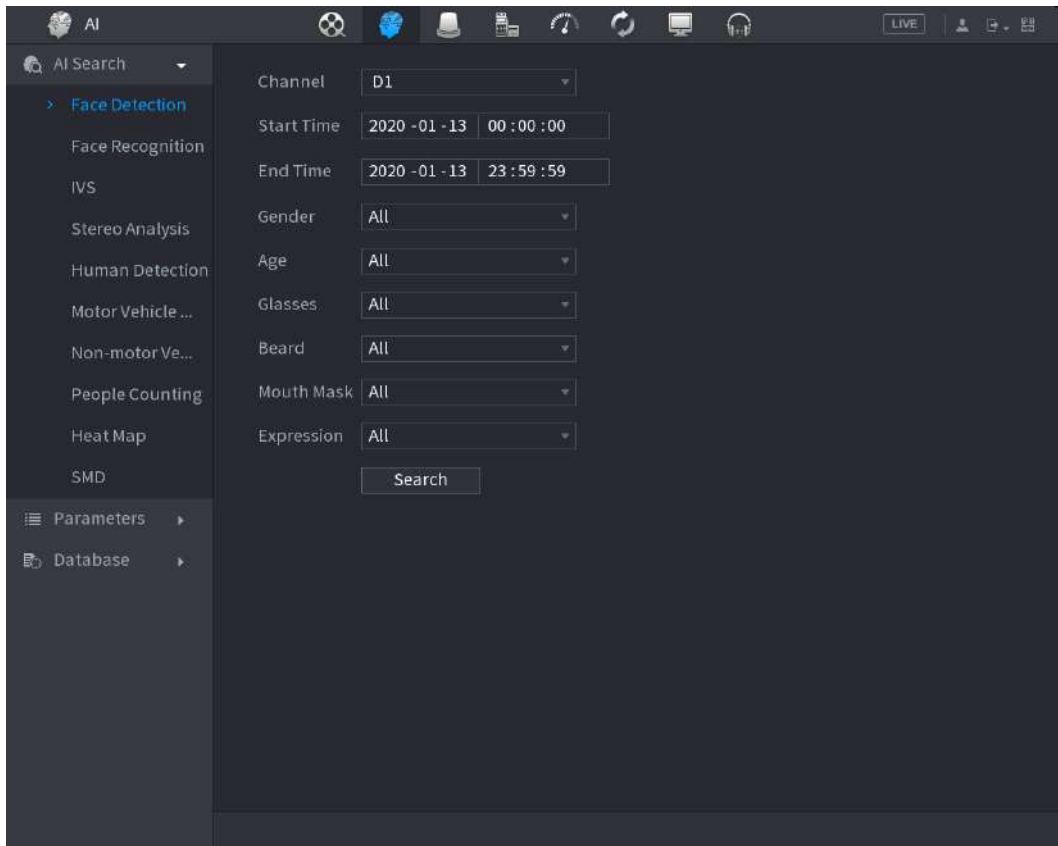 AI
LIVE
AI Search
Face Detection
Face Recognition
IVS
Stereo Analysis
Human Detection
Motor Vehicle ...
Non-motor Ve...
People Counting
Heat Map
SMD
Parameters
Database
Channel D1
Start Time 2020 -01 -13 00 : 00 : 00
End Time 2020 -01 -13 23 : 59 : 59
Gender All
Age All
Glasses All
Beard All
Mouth Mask All
Expression All
Search